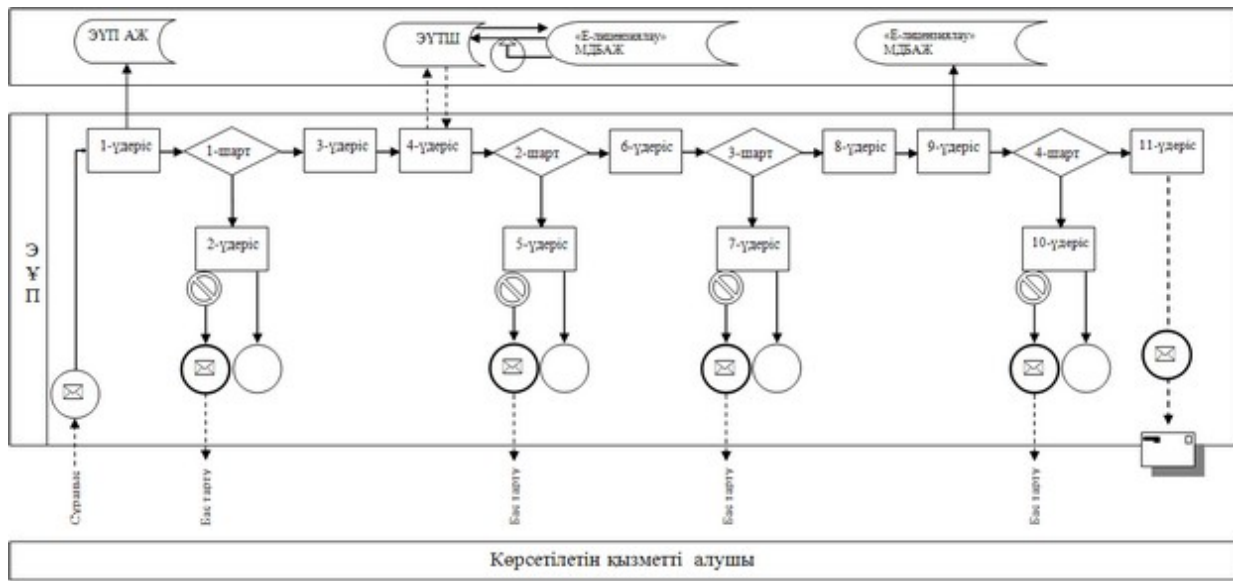 ЭҮП АЖ
ЭҮТШ
«Е-лицензиялау»
МДБАЖ
«Е-лицензиялау»
МДБАЖ
1-үдеріс
1-шарт
3-үдеріс
4-үдеріс
2-шарт
6-үдеріс
3-шарт
8-үдеріс
9-үдеріс
4-шарт
11-үдеріс
2-үдеріс
5-үдеріс
7-үдеріс
10-үдеріс
Э
Ұ
П
Сұраныс
Бас тарту
Бас тарту
Бас тарту
Бас тарту
Көрсетілетін қызметті алушы